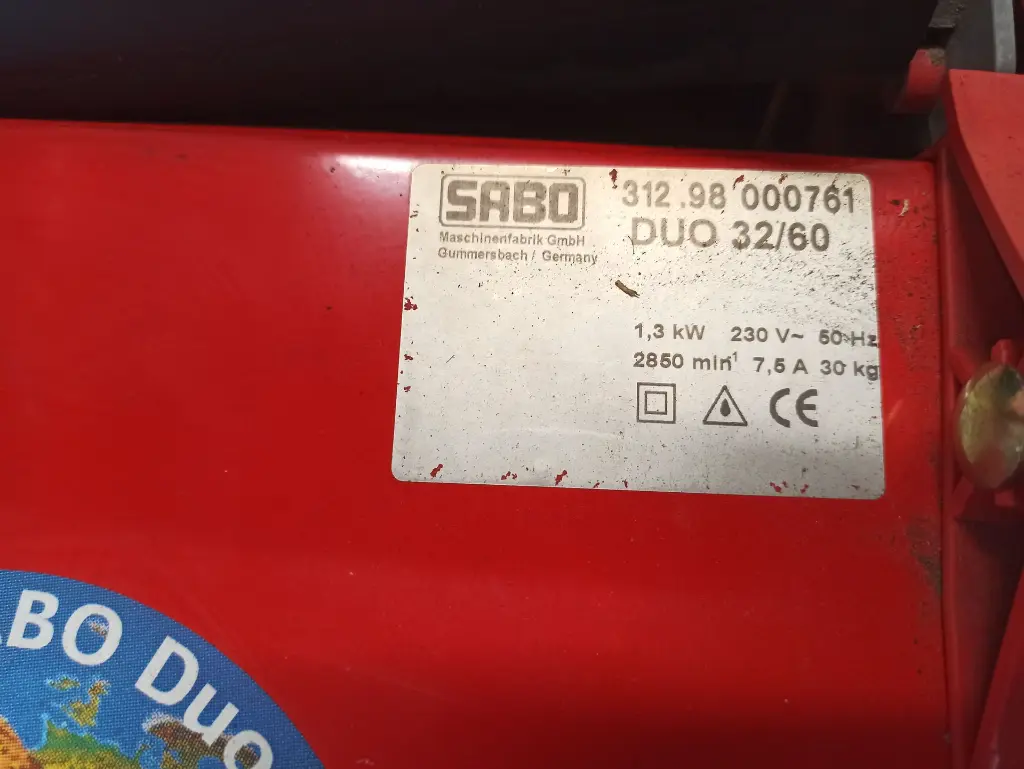 SABO
Maschinenfabrik GmbH
Gummersbach / Germany
312.98 000761
DUO 32/60
1,3 kW 230 V~ 50 Hz
2850 min¹ 7,5 A 30 kg
CE
ABO Duo